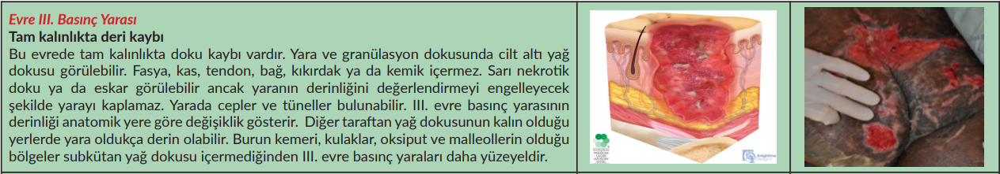 Evre III. Basınç Yarası
Tam kalınlıkta deri kaybı
Bu evrede tam kalınlıkta doku kaybı vardır. Yara ve granülasyon dokusunda cilt altı yağ
dokusu görülebilir. Fasya, kas, tendon, bağ, kıkırdak ya da kemik içermez. Sarı nekrotik
doku ya da eskar görülebilir ancak yaranın derinliğini değerlendirmeyi engelleyecek
şekilde yarayı kaplamaz. Yarada cepler ve tüneller bulunabilir. III. evre basınç yarasının
derinliği anatomik yere göre değişiklik gösterir. Diğer taraftan yağ dokusunun kalın olduğu
yerlerde yara oldukça derin olabilir. Burun kemeri, kulaklar, oksiput ve malleollerin olduğu
bölgeler subkütan yağ dokusu içermediğinden III. evre basınç yaraları daha yüzeyeldir.